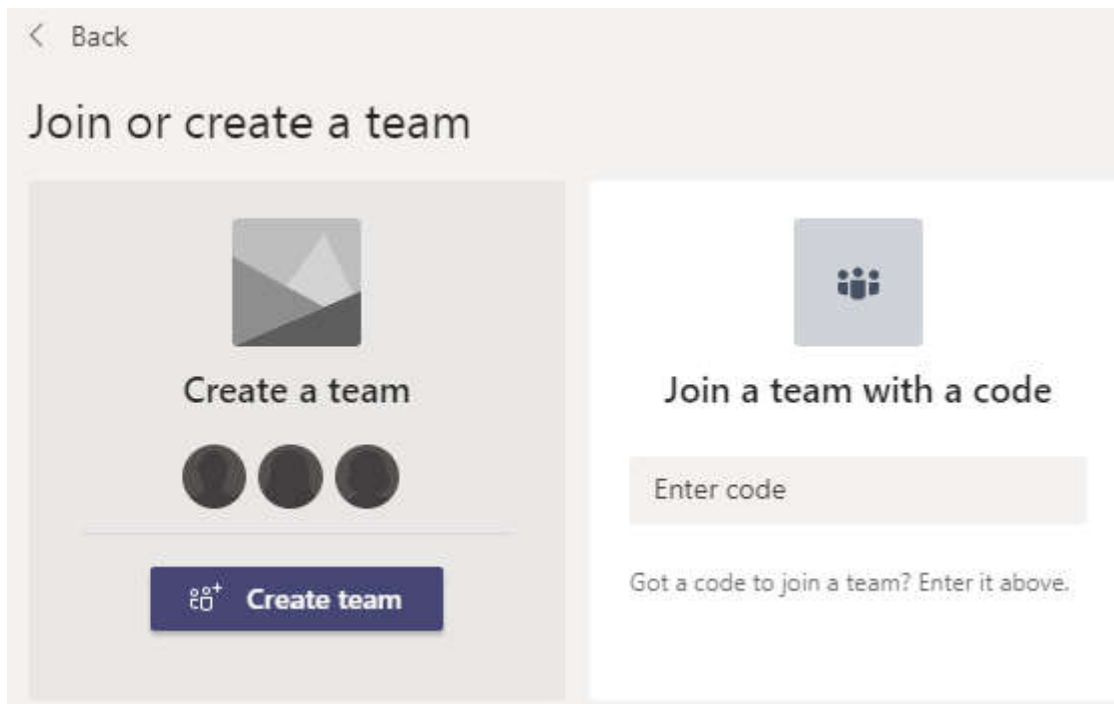 Back
Join or create a team
Create a team
Create team
Join a team with a code
Enter code
Got a code to join a team? Enter it above.